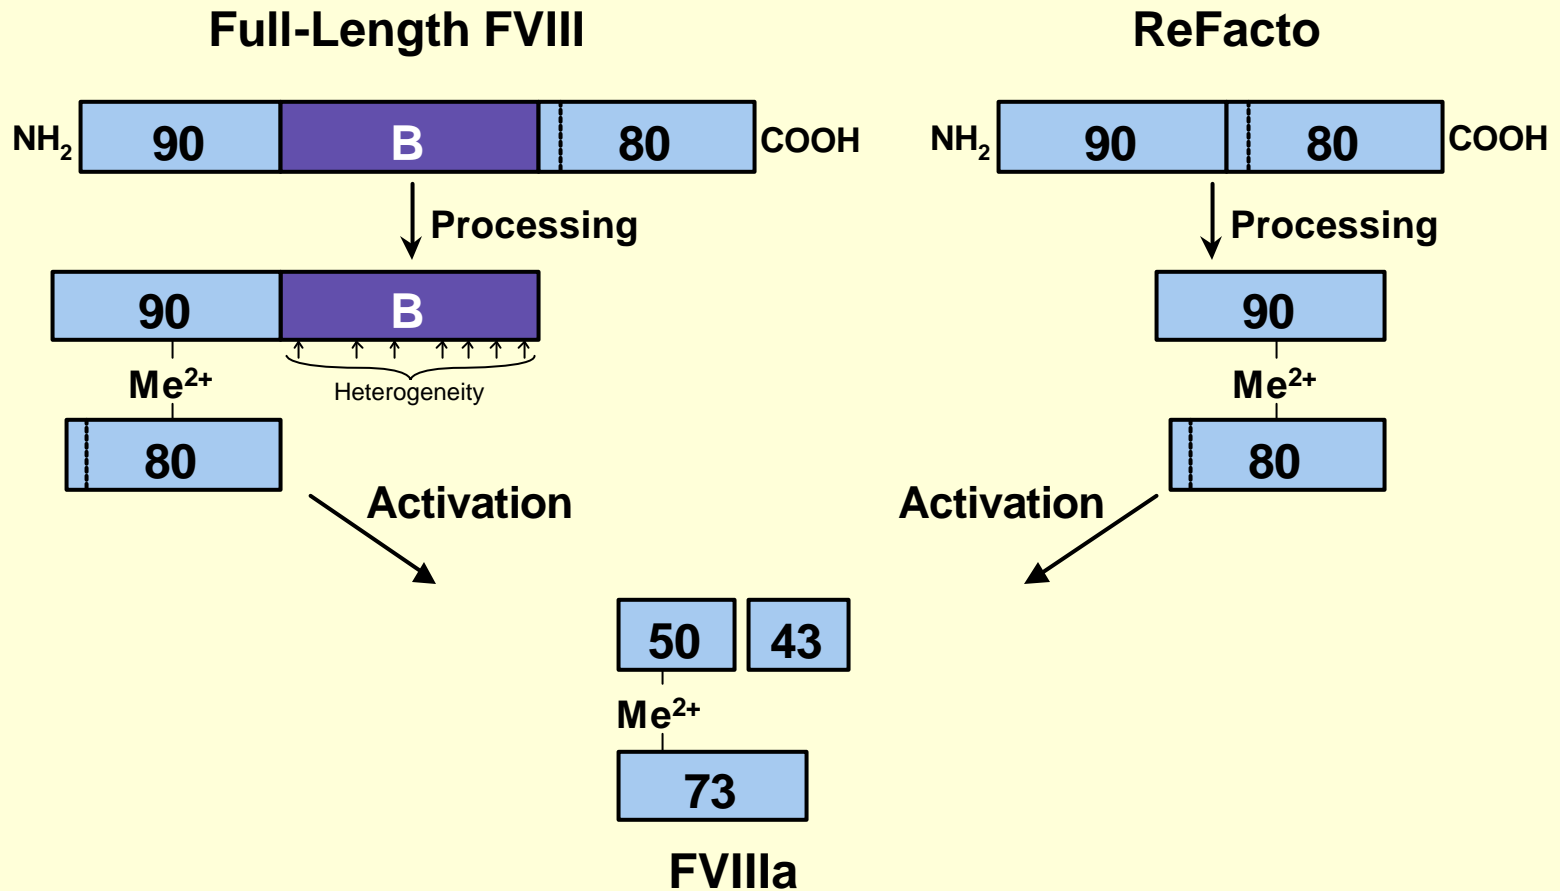 Full-Length FVIII
ReFacto
NH₂ 90 B 80 COOH
NH₂ 90 80 COOH
Processing
Processing
90 B
90
Heterogeneity
Me²⁺
Me²⁺
80
80
Activation
Activation
50 43
Me²⁺
73
FVIIIa